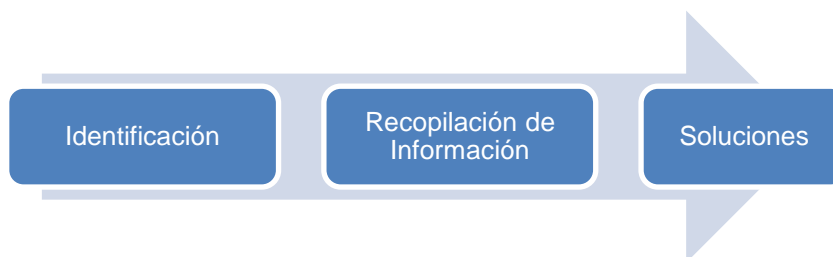 Identificación
Recopilación de
Información
Soluciones